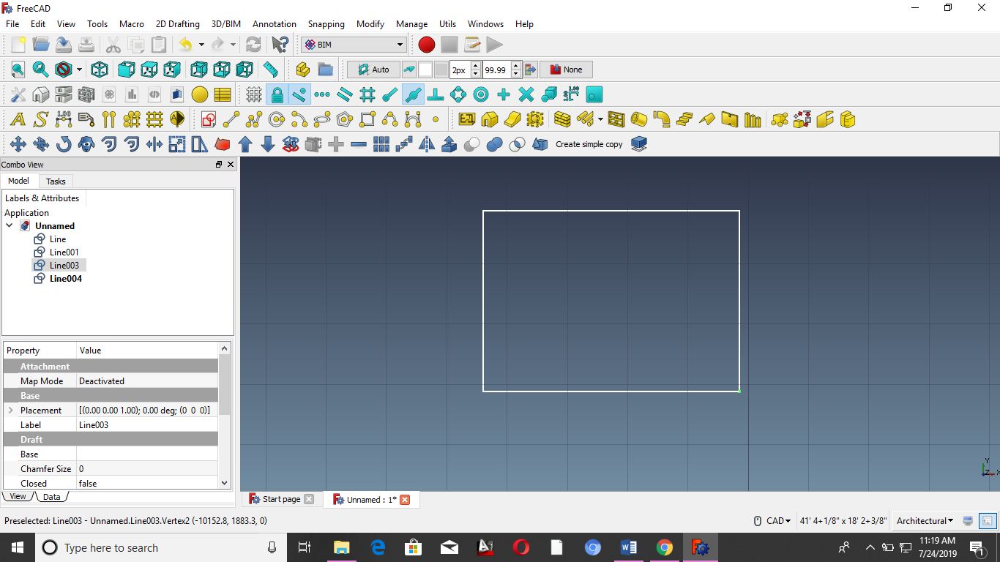 FreeCAD
File Edit View Tools Macro 2D Drafting 3D/BIM Annotation Snapping Modify Manage Utils Windows Help
BIM
Auto 2px 99.99 None
Create simple copy
Combo View
Model Tasks
Labels & Attributes
Application
Unnamed
Line
Line001
Line003
Line004
Property Value
Attachment
Map Mode Deactivated
Base
Placement [(0.00 0.00 1.00); 0.00 deg; (0 0 0)]
Label Line003
Draft
Base
Chamfer Size 0
Closed false
View Data
Y
Z X
Start page Unnamed : 1*
Preselected: Line003 - Unnamed.Line003.Vertex2 (-10152.8, 1883.3, 0) CAD 41' 4+1/8" x 18' 2+3/8" Architectural
Type here to search
11:19 AM
7/24/2019
1